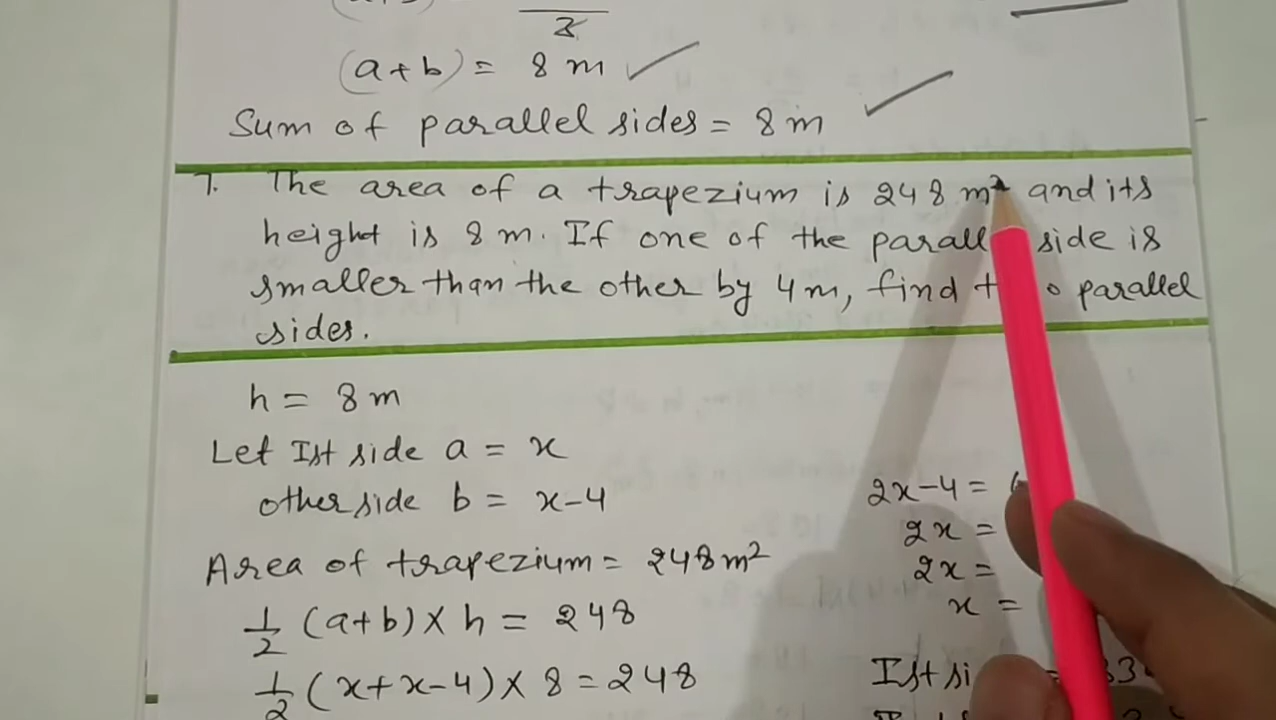 2
(a+b) = 8 m
Sum of parallel sides = 8 m
7. The area of a trapezium is 248 m² and its
height is 8 m. If one of the side is
smaller than the other by 4 m, find parallel
sides.
h = 8 m
Let Ist side a = x
other side b = x-4
Area of trapezium = 248 m²
1/2 (a+b) × h = 248
1/2 (x+x-4) × 8 = 248
2x-4 =
2x =
2x =
x =
Ist =